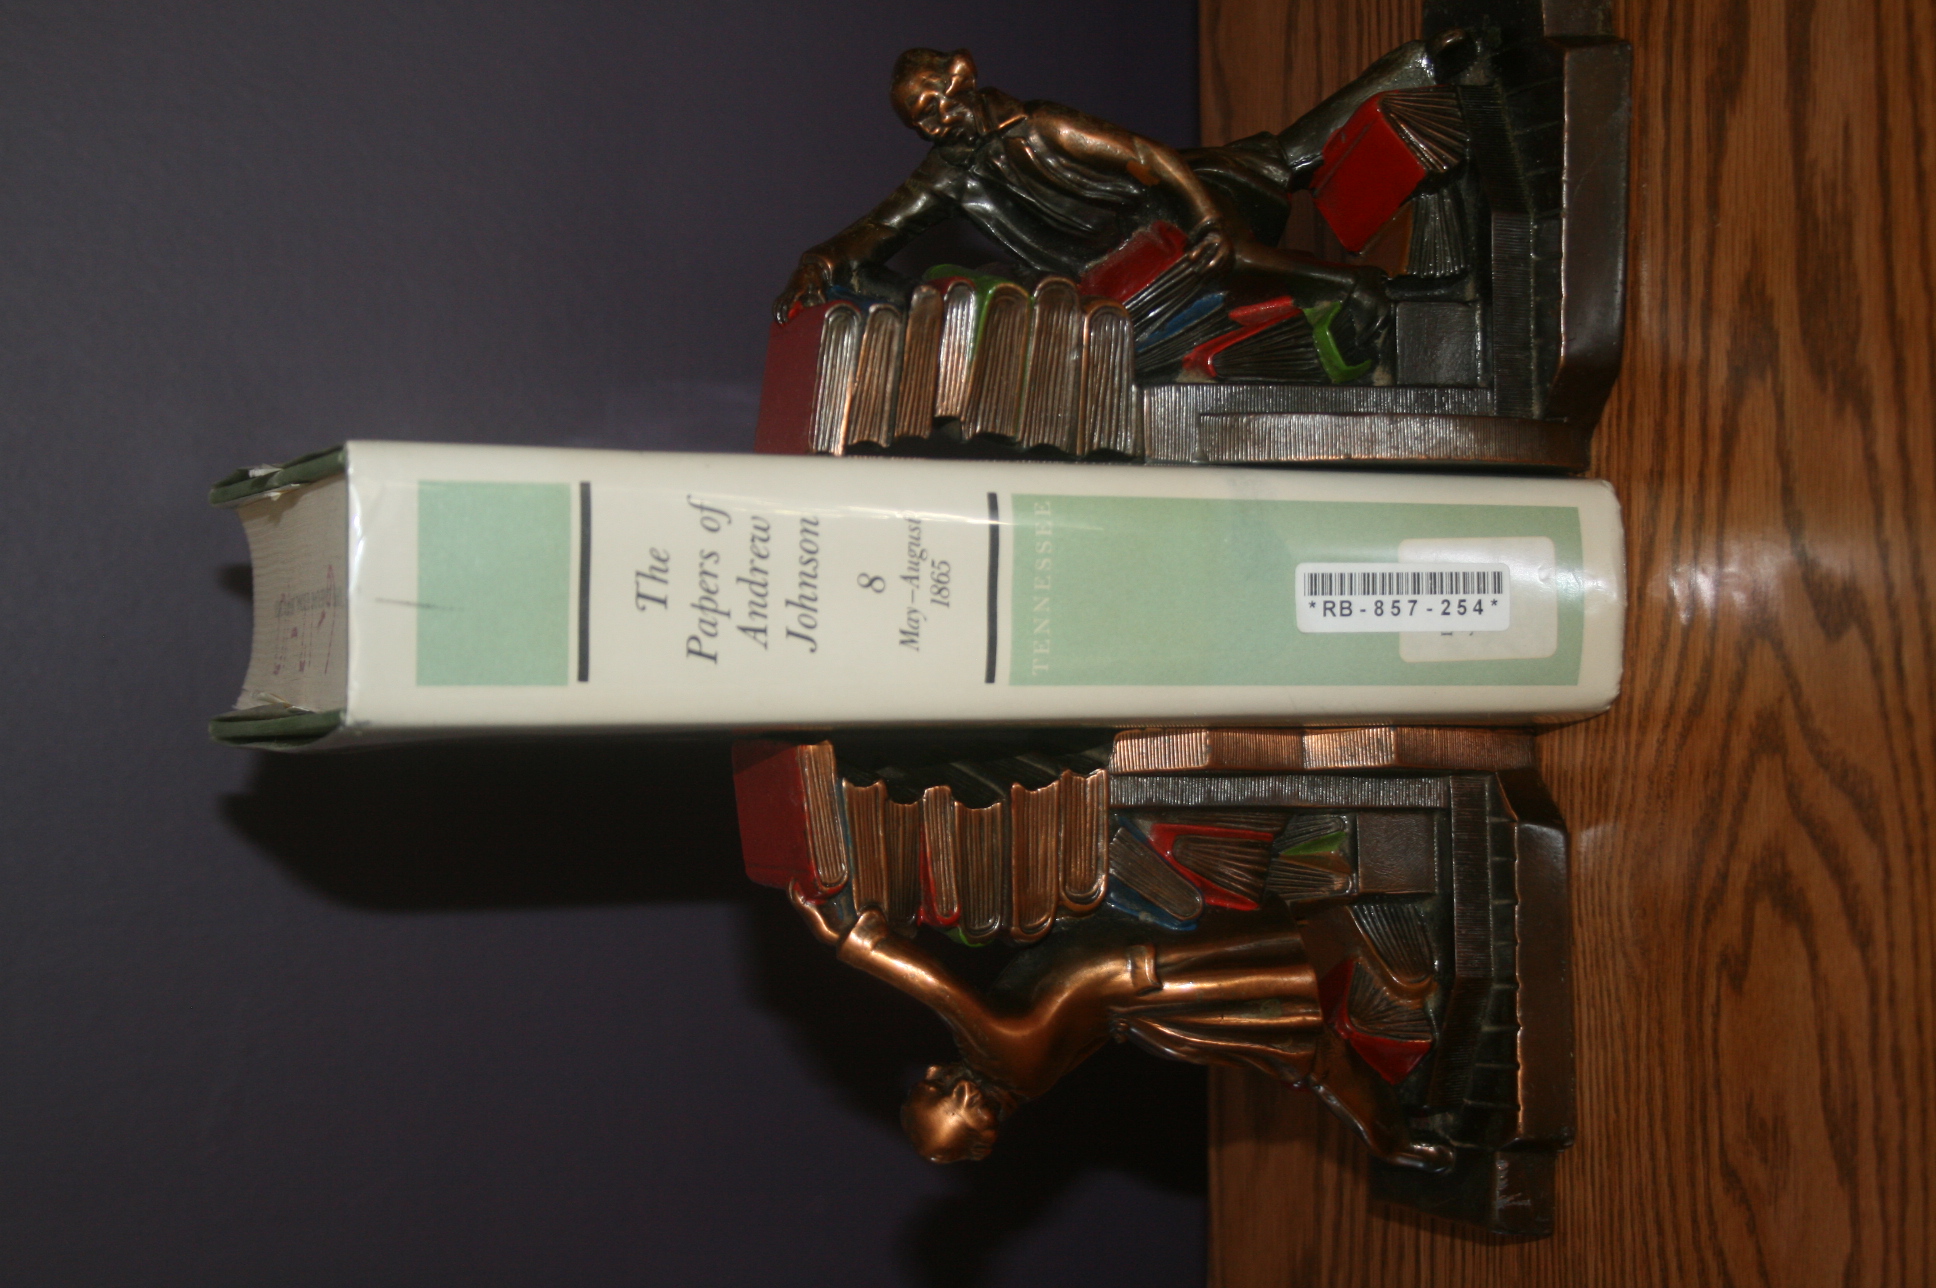 The
Papers of
Andrew
Johnson
8
May–August
1865
TENNESSEE
*RB-857-254*